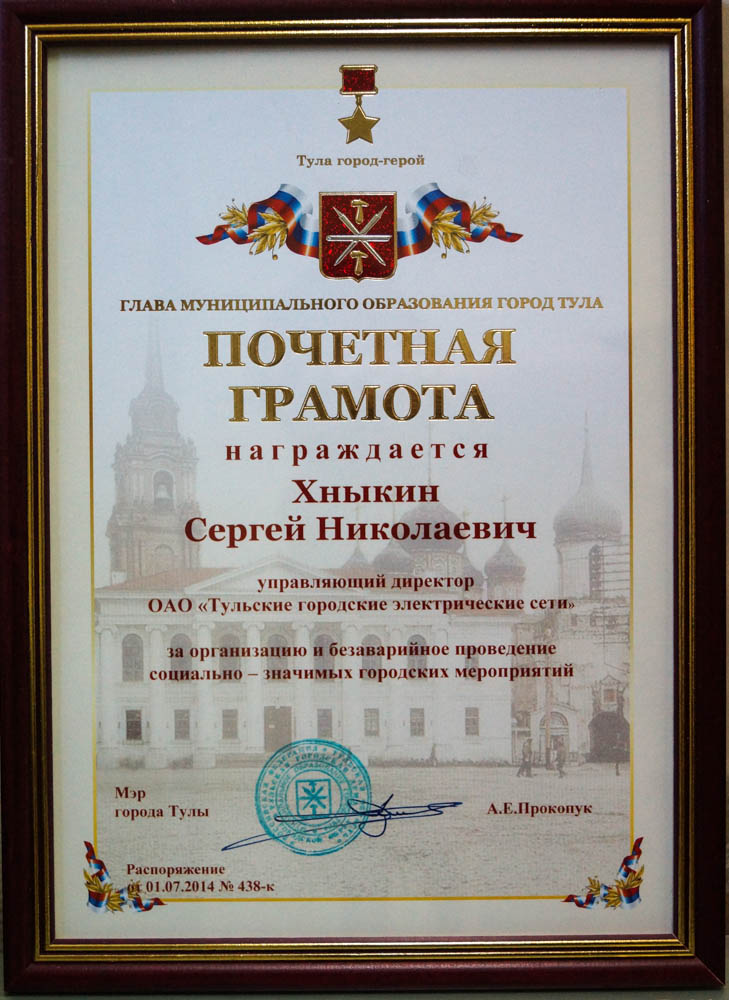 Тула город-герой
ГЛАВА МУНИЦИПАЛЬНОГО ОБРАЗОВАНИЯ ГОРОД ТУЛА
ПОЧЕТНАЯ
ГРАМОТА
награждается
Хныкин
Сергей Николаевич
управляющий директор
ОАО «Тульские городские электрические сети»
за организацию и безаварийное проведение
социально – значимых городских мероприятий
Мэр
города Тулы
А.Е.Прокопук
Распоряжение
от 01.07.2014 № 438-к